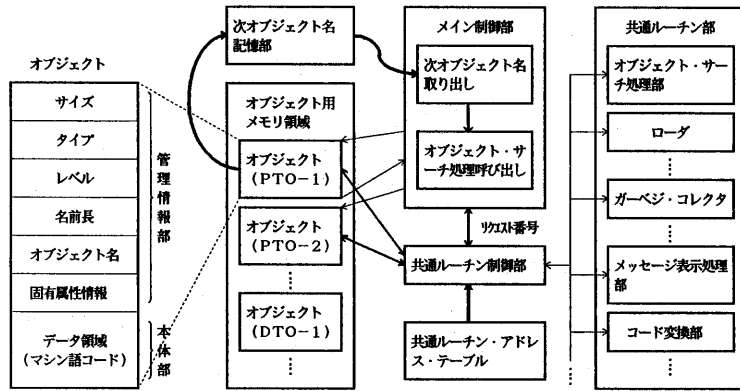 オブジェクト
サイズ
タイプ
レベル
名前長
オブジェクト名
固有属性情報
データ領域
(マシン語コード)
管理情報部
本体部
次オブジェクト名
記憶部
オブジェクト用
メモリ領域
オブジェクト
(PTO-1)
オブジェクト
(PTO-2)
オブジェクト
(DTO-1)
メイン制御部
次オブジェクト名
取り出し
オブジェクト・サ
ーチ処理呼び出し
リクエスト番号
共通ルーチン制御部
共通ルーチン・アドレ
ス・テーブル
共通ルーチン部
オブジェクト・サー
チ処理部
ローダ
ガーベジ・コレクタ
メッセージ表示処理
部
コード変換部